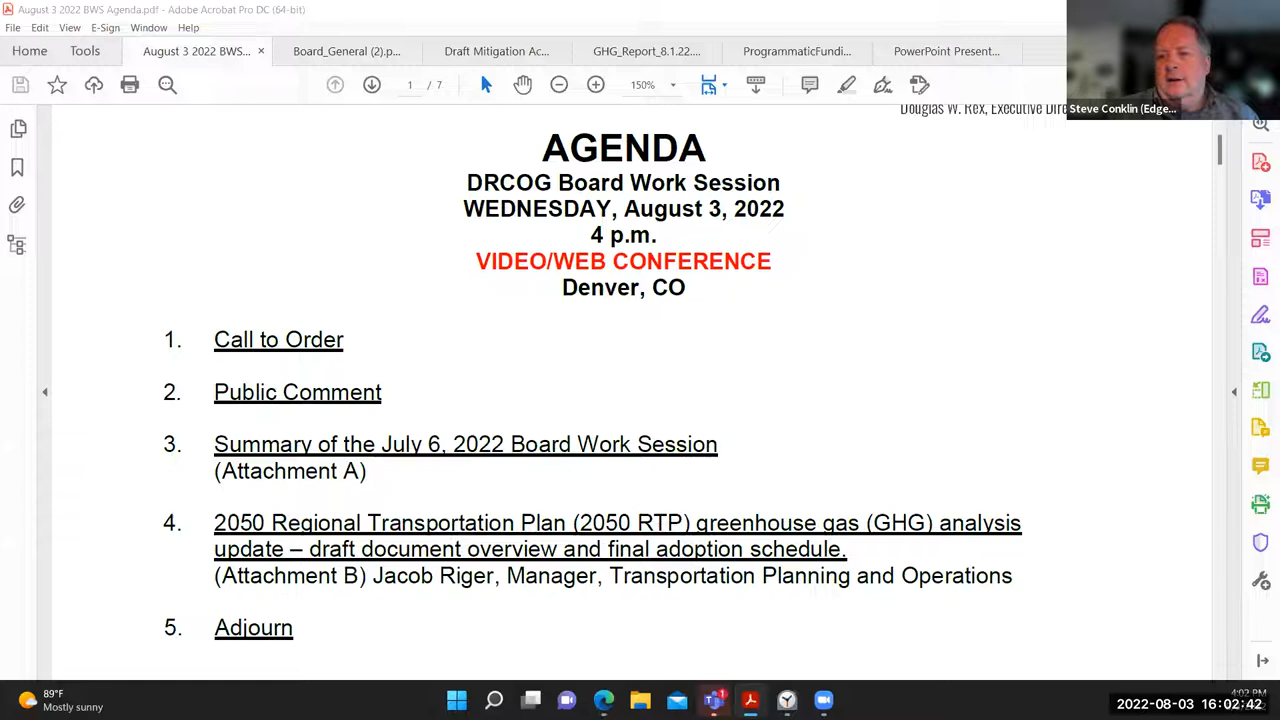 August 3 2022 BWS Agenda.pdf - Adobe Acrobat Pro DC (64-bit)
File Edit View E-Sign Window Help
Home Tools August 3 2022 BWS... × Board_General (2).p... Draft Mitigation Ac... GHG_Report_8.1.22.... ProgrammaticFundi... PowerPoint Present...
1 / 7 150%
Douglas W. Rex, Executive Dire
Steve Conklin (Edge...
AGENDA
DRCOG Board Work Session
WEDNESDAY, August 3, 2022
4 p.m.
VIDEO/WEB CONFERENCE
Denver, CO
1. Call to Order
2. Public Comment
3. Summary of the July 6, 2022 Board Work Session
(Attachment A)
4. 2050 Regional Transportation Plan (2050 RTP) greenhouse gas (GHG) analysis
update – draft document overview and final adoption schedule.
(Attachment B) Jacob Riger, Manager, Transportation Planning and Operations
5. Adjourn
89°F
Mostly sunny
1
4:02 PM
2022-08-03 16:02:42